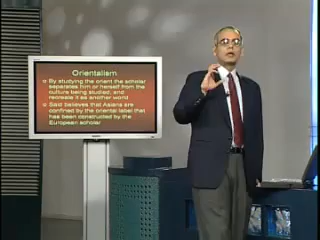 Orientalism
By studying the orient the scholar
separates him or herself from the
culture being studied; and
recreate it as another world
Said believes that Asians are
confined by the oriental label that
has been constructed by the
European scholar